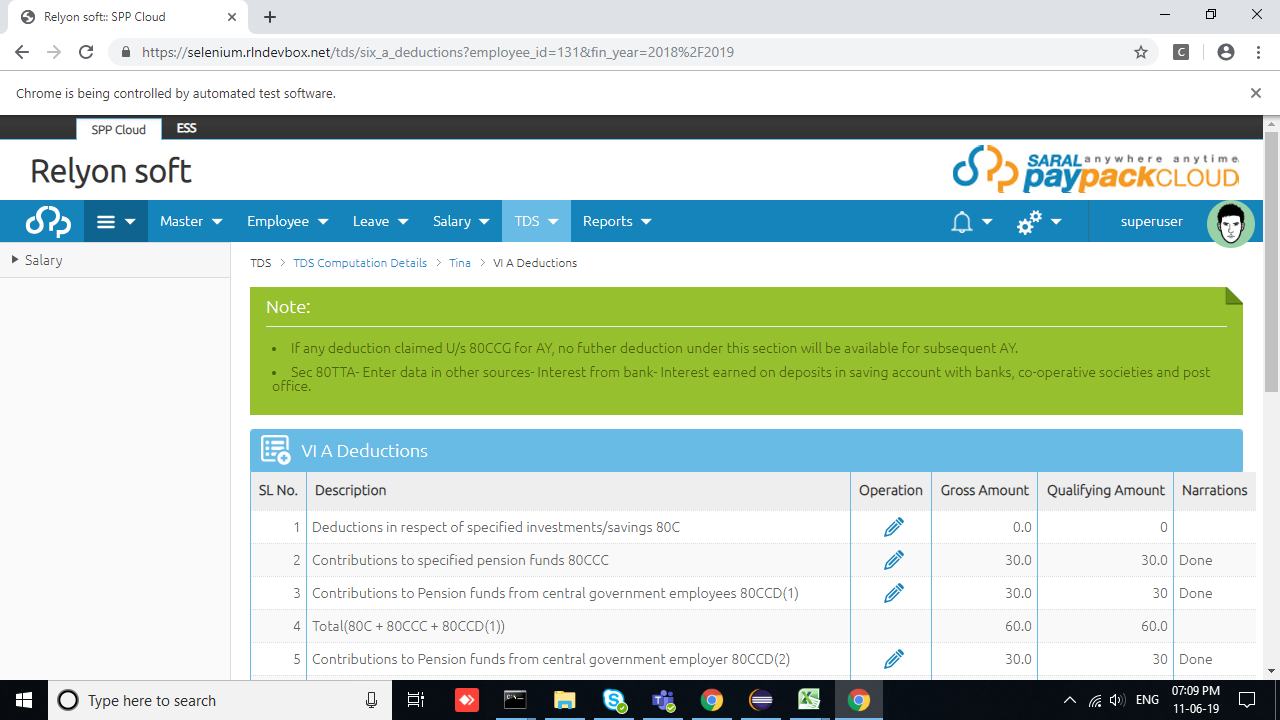 Relyon soft:: SPP Cloud
https://selenium.rlndevbox.net/tds/six_a_deductions?employee_id=131&fin_year=2018%2F2019
C
Chrome is being controlled by automated test software.
SPP Cloud ESS
Relyon soft
SARAL anywhere anytime
paypackCLOUD
Master Employee Leave Salary TDS Reports superuser
Salary
TDS > TDS Computation Details > Tina > VI A Deductions
Note:
• If any deduction claimed U/s 80CCG for AY, no futher deduction under this section will be available for subsequent AY.
• Sec 80TTA- Enter data in other sources- Interest from bank- Interest earned on deposits in saving account with banks, co-operative societies and post
office.
VI A Deductions
SL No. Description Operation Gross Amount Qualifying Amount Narrations
1 Deductions in respect of specified investments/savings 80C 0.0 0
2 Contributions to specified pension funds 80CCC 30.0 30.0 Done
3 Contributions to Pension funds from central government employees 80CCD(1) 30.0 30 Done
4 Total(80C + 80CCC + 80CCD(1)) 60.0 60.0
5 Contributions to Pension funds from central government employer 80CCD(2) 30.0 30 Done
Type here to search
ENG
07:09 PM
11-06-19